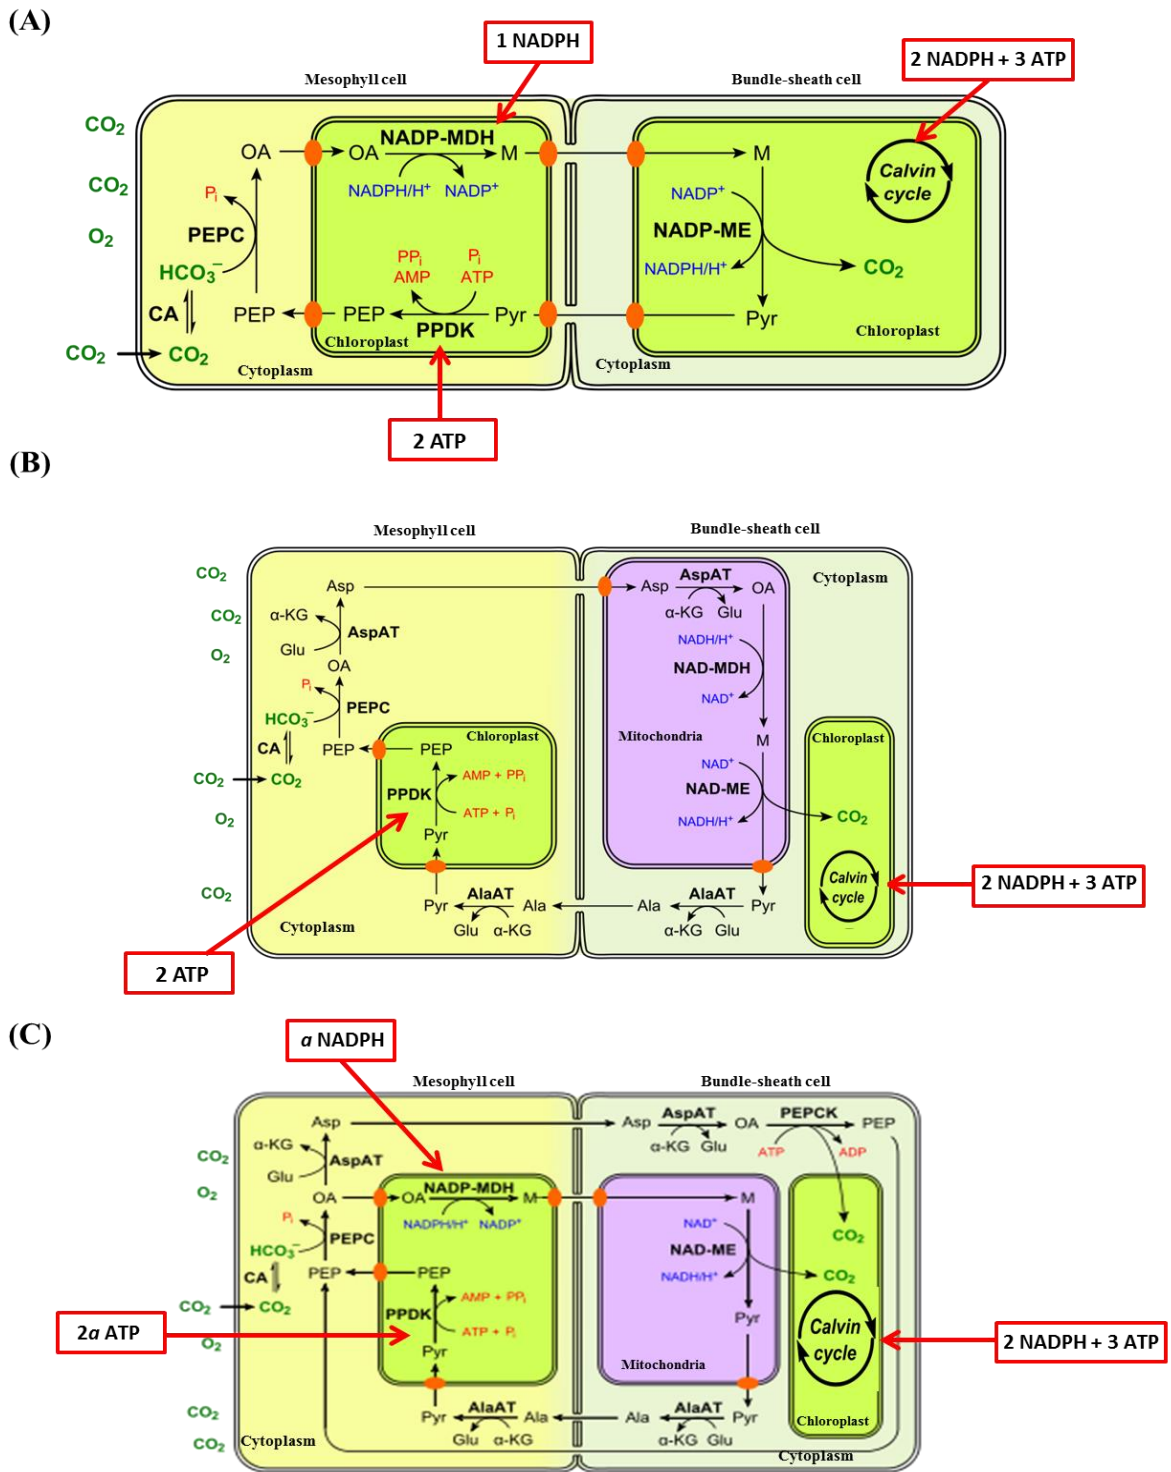 (A)
1 NADPH
2 NADPH + 3 ATP
Mesophyll cell
Bundle-sheath cell
CO2
CO2
O2
OA
OA
NADP-MDH
M
M
NADPH/H⁺
NADP⁺
Pi
PEPC
HCO3⁻
CA
PEP
PEP
PPi
AMP
Pi
ATP
Pyr
PPDK
Chloroplast
CO2
CO2
Cytoplasm
NADP⁺
NADP-ME
NADPH/H⁺
CO2
Pyr
Calvin
cycle
Chloroplast
Cytoplasm
2 ATP
(B)
Mesophyll cell
Bundle-sheath cell
CO2
CO2
O2
Asp
α-KG
AspAT
Glu
OA
Pi
PEPC
HCO3⁻
CA
PEP
PEP
Chloroplast
CO2
CO2
O2
PPDK
AMP + PPi
ATP + Pi
Pyr
CO2
Pyr
AlaAT
Ala
Glu
α-KG
Cytoplasm
Asp
AspAT
OA
α-KG
Glu
NADH/H⁺
NAD-MDH
NAD⁺
Mitochondria
M
NAD⁺
NAD-ME
NADH/H⁺
Cytoplasm
Chloroplast
CO2
Calvin
cycle
Ala
AlaAT
Pyr
α-KG
Glu
2 NADPH + 3 ATP
2 ATP
(C)
a NADPH
Mesophyll cell
Bundle-sheath cell
Asp
α-KG
AspAT
Glu
CO2
O2
OA
OA
NADP-MDH
M
NADPH/H⁺
NADP⁺
Pi
PEPC
HCO3⁻
CA
PEP
PEP
CO2
CO2
O2
PPDK
AMP + PPi
ATP + Pi
Pyr
2a ATP
Pyr
AlaAT
Ala
Glu
α-KG
CO2
CO2
Cytoplasm
Asp
AspAT
OA
PEPCK
PEP
α-KG
Glu
ATP
ADP
M
NAD⁺
NAD-ME
NADH/H⁺
Pyr
Mitochondria
CO2
CO2
Calvin
cycle
Chloroplast
Ala
AlaAT
Pyr
α-KG
Glu
Cytoplasm
2 NADPH + 3 ATP